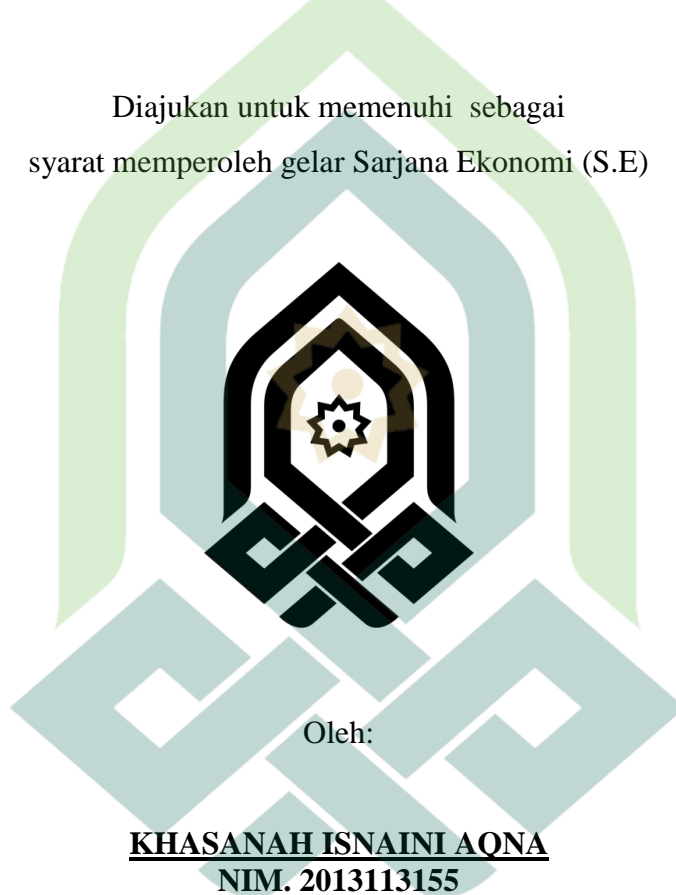 Diajukan untuk memenuhi sebagai
syarat memperoleh gelar Sarjana Ekonomi (S.E)
Oleh:
KHASANAH ISNAINI AQNA
NIM. 2013113155